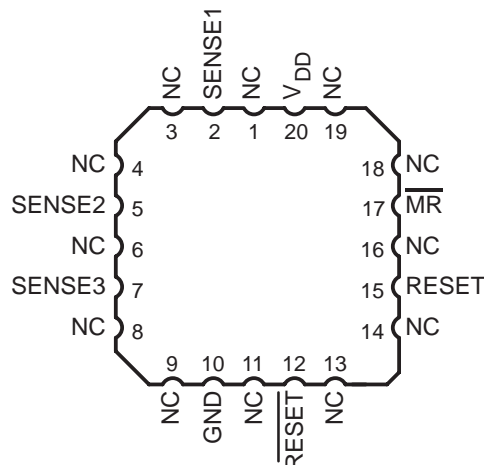 NC SENSE1 NC VDD NC
3 2 1 20 19
NC 4 18 NC
SENSE2 5 17 MR
NC 6 16 NC
SENSE3 7 15 RESET
NC 8 14 NC
9 10 11 12 13
NC GND NC RESET NC